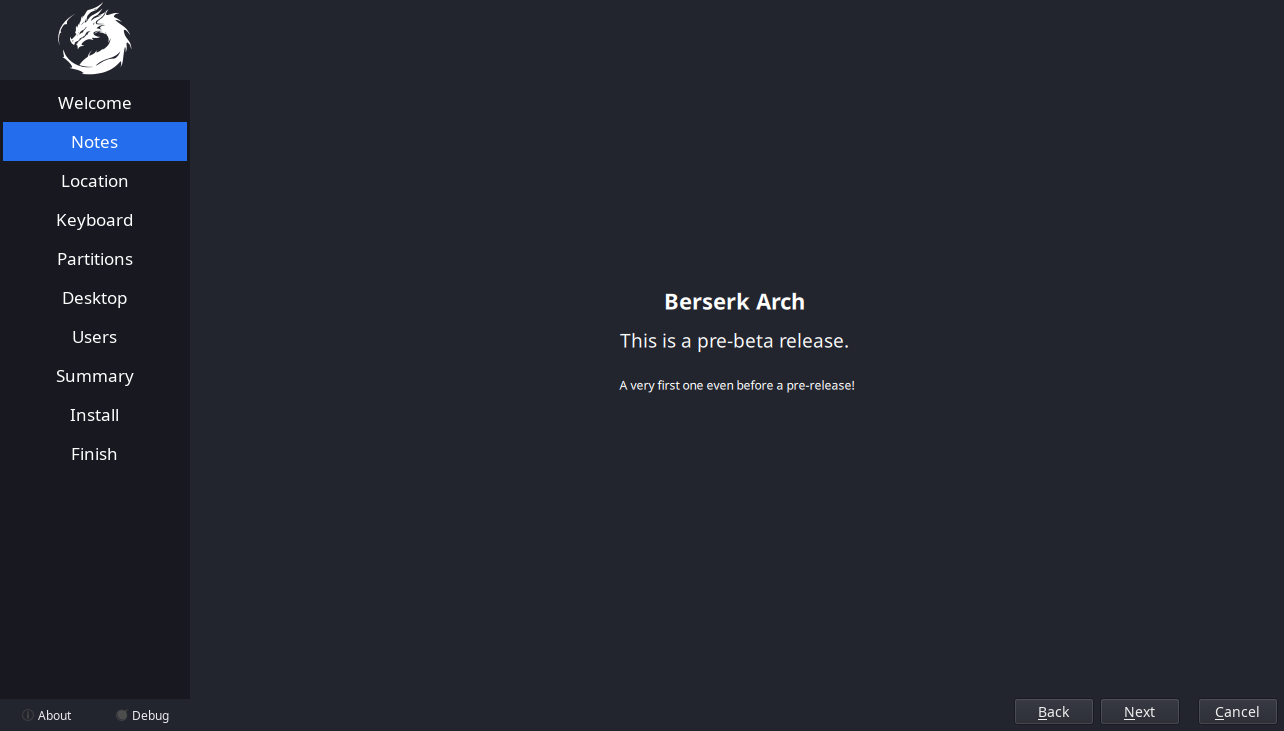 Welcome
Notes
Location
Keyboard
Partitions
Desktop
Users
Summary
Install
Finish
Berserk Arch
This is a pre-beta release.
A very first one even before a pre-release!
About
Debug
Back
Next
Cancel